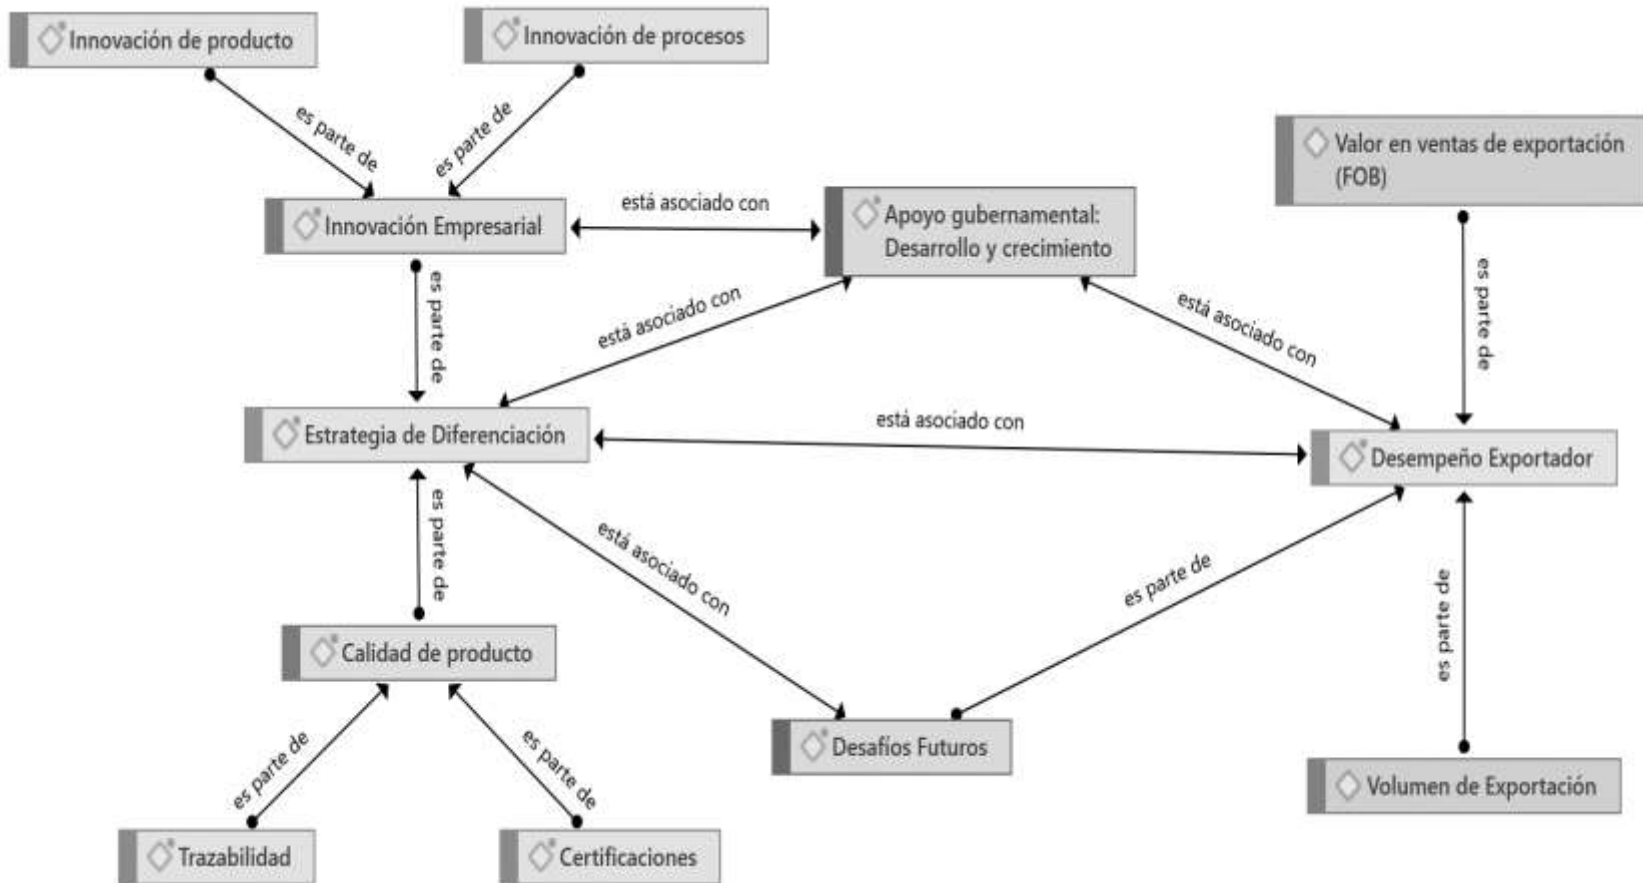 Innovación de producto
Innovación de procesos
es parte de
es parte de
Valor en ventas de exportación
(FOB)
Innovación Empresarial
está asociado con
Apoyo gubernamental:
Desarrollo y crecimiento
es parte de
está asociado con
está asociado con
es parte de
Estrategia de Diferenciación
está asociado con
Desempeño Exportador
es parte de
está asociado con
es parte de
es parte de
Calidad de producto
Desafíos Futuros
Volumen de Exportación
es parte de
es parte de
Trazabilidad
Certificaciones